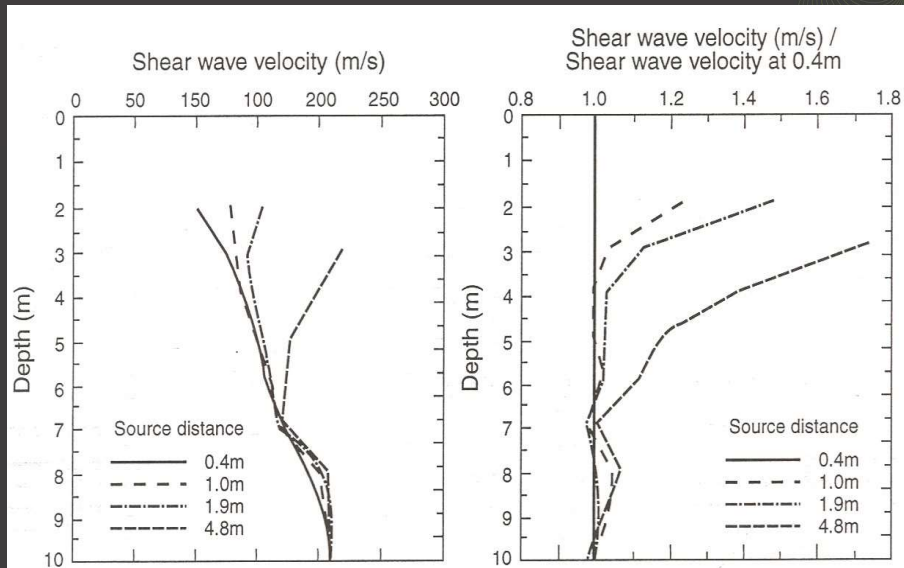 Shear wave velocity (m/s)
0 50 150 100 200 250 300
0
1
2
3
4
5
6
7
8
9
10
Depth (m)
Source distance
0.4m
1.0m
1.9m
4.8m
Shear wave velocity (m/s) /
Shear wave velocity at 0.4m
0.8 1.0 1.2 1.4 1.6 1.8
0
1
2
3
4
5
6
7
8
9
10
Depth (m)
Source distance
0.4m
1.0m
1.9m
4.8m